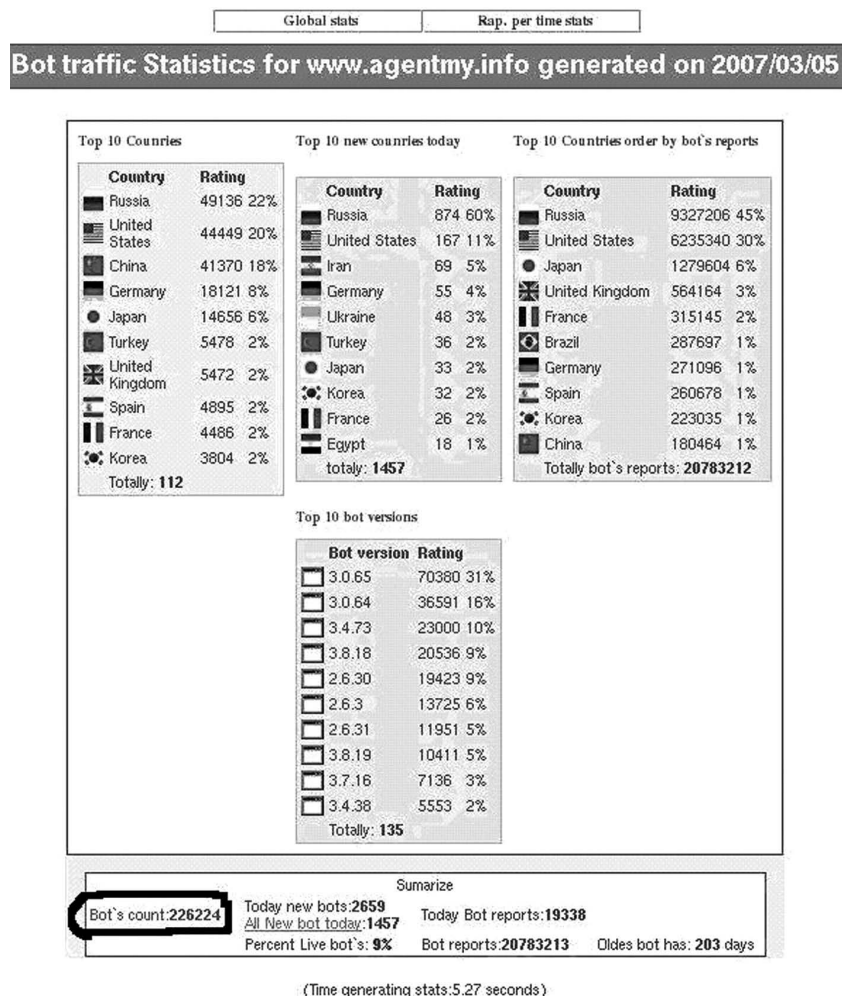 Global stats
Rap. per time stats
Bot traffic Statistics for www.agentmy.info generated on 2007/03/05
Top 10 Counries
Country Rating
Russia 49136 22%
United States 44449 20%
China 41370 18%
Germany 18121 8%
Japan 14656 6%
Turkey 5478 2%
United Kingdom 5472 2%
Spain 4895 2%
France 4486 2%
Korea 3804 2%
Totally: 112
Top 10 new counries today
Country Rating
Russia 874 60%
United States 167 11%
Iran 69 5%
Germany 55 4%
Ukraine 48 3%
Turkey 36 2%
Japan 33 2%
Korea 32 2%
France 26 2%
Egypt 18 1%
totaly: 1457
Top 10 Countries order by bot`s reports
Country Rating
Russia 9327206 45%
United States 6235340 30%
Japan 1279604 6%
United Kingdom 564164 3%
France 315145 2%
Brazil 287697 1%
Germany 271096 1%
Spain 260678 1%
Korea 223035 1%
China 180464 1%
Totally bot`s reports: 20783212
Top 10 bot versions
Bot version Rating
3.0.65 70380 31%
3.0.64 36591 16%
3.4.73 23000 10%
3.8.18 20536 9%
2.6.30 19423 9%
2.6.3 13725 6%
2.6.31 11951 5%
3.8.19 10411 5%
3.7.16 7136 3%
3.4.38 5553 2%
Totally: 135
Sumarize
Bot`s count:226224
Today new bots:2659
All New bot today:1457
Today Bot reports:19338
Percent Live bot`s: 9%
Bot reports:20783213
Oldes bot has: 203 days
(Time generating stats:5.27 seconds)